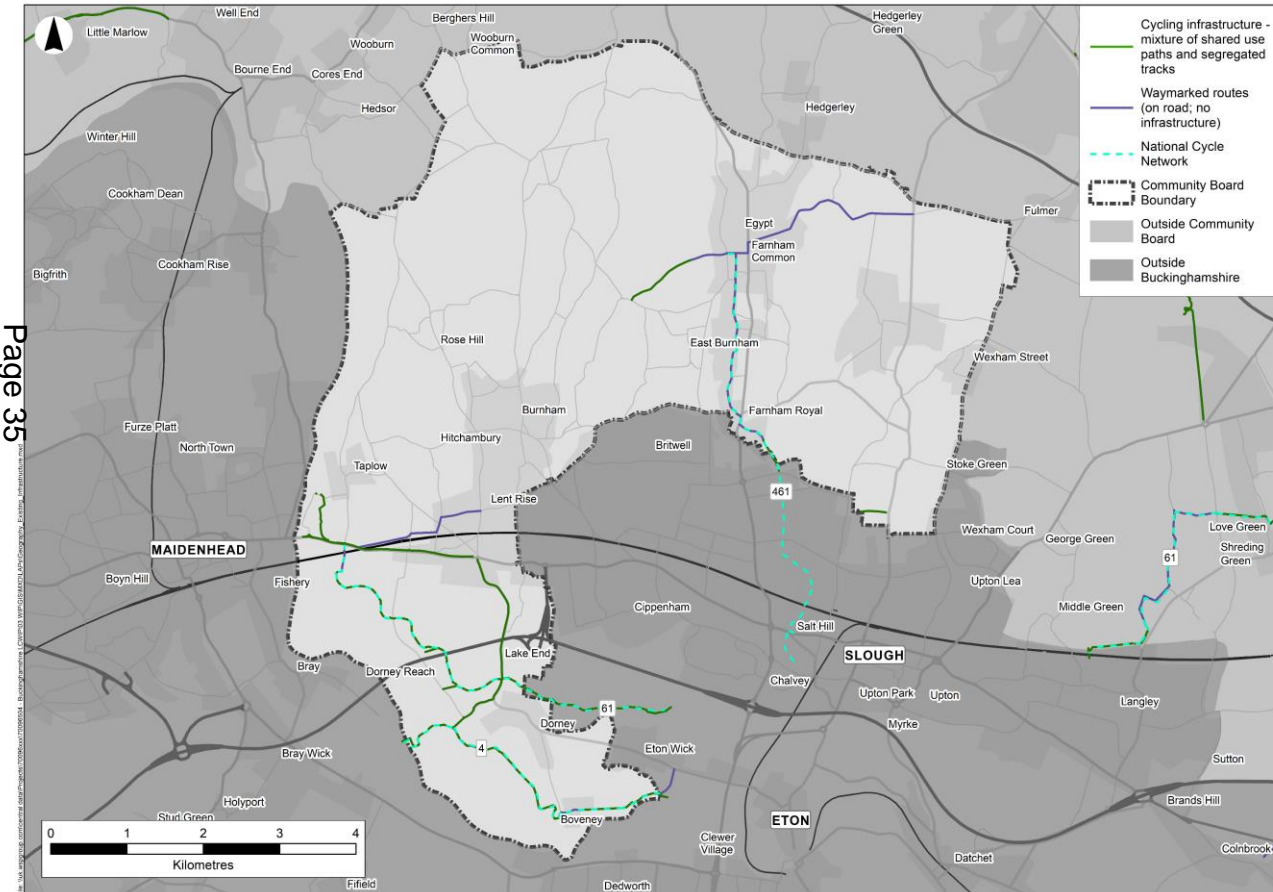 Well End
Little Marlow
Berghers Hill
Hedgerley
Green
Wooburn
Wooburn
Common
Bourne End
Cores End
Hedsor
Hedgerley
Winter Hill
Cookham Dean
Fulmer
Egypt
Farnham
Common
Bigfrith
Cookham Rise
Rose Hill
East Burnham
Wexham Street
Burnham
Farnham Royal
Furze Platt
North Town
Hitchambury
Britwell
Taplow
Stoke Green
461
Lent Rise
Wexham Court
George Green
Love Green
MAIDENHEAD
Shreding
Green
61
Boyn Hill
Fishery
Upton Lea
Cippenham
Middle Green
Salt Hill
Lake End
SLOUGH
Bray
Dorney Reach
Chalvey
Upton Park
Upton
Langley
61
Dorney
Myrke
4
Eton Wick
Bray Wick
Sutton
Holyport
Brands Hill
Stud Green
Boveney
ETON
Clewer
Village
Datchet
Colnbrook
Fifield
Dedworth
Cycling infrastructure -
mixture of shared use
paths and segregated
tracks
Waymarked routes
(on road; no
infrastructure)
National Cycle
Network
Community Board
Boundary
Outside Community
Board
Outside
Buckinghamshire
0 1 2 3 4
Kilometres
Page 35